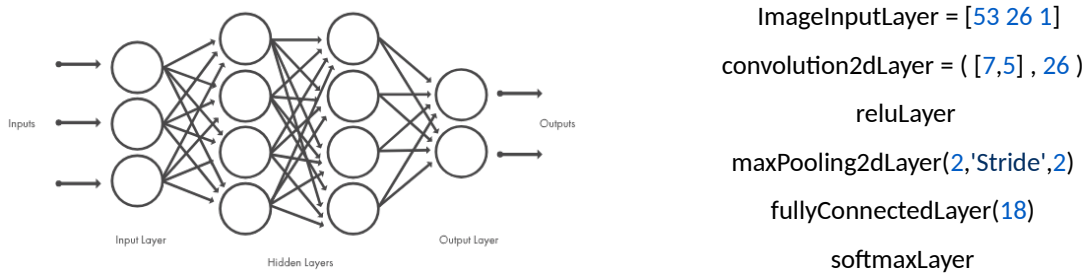 Inputs
Outputs
Input Layer
Output Layer
Hidden Layers
ImageInputLayer = [53 26 1]
convolution2dLayer = ( [7,5] , 26 )
reluLayer
maxPooling2dLayer(2,'Stride',2)
fullyConnectedLayer(18)
softmaxLayer